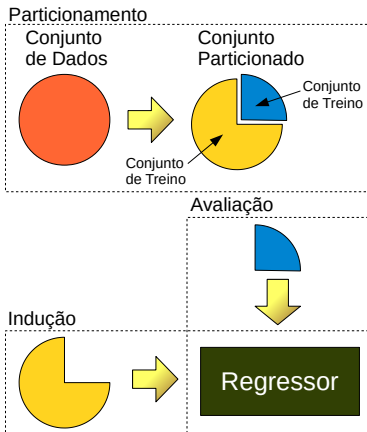 Particionamento
Conjunto
de Dados
Conjunto
Particionado
Conjunto
de Treino
Conjunto
de Treino
Avaliação
Indução
Regressor